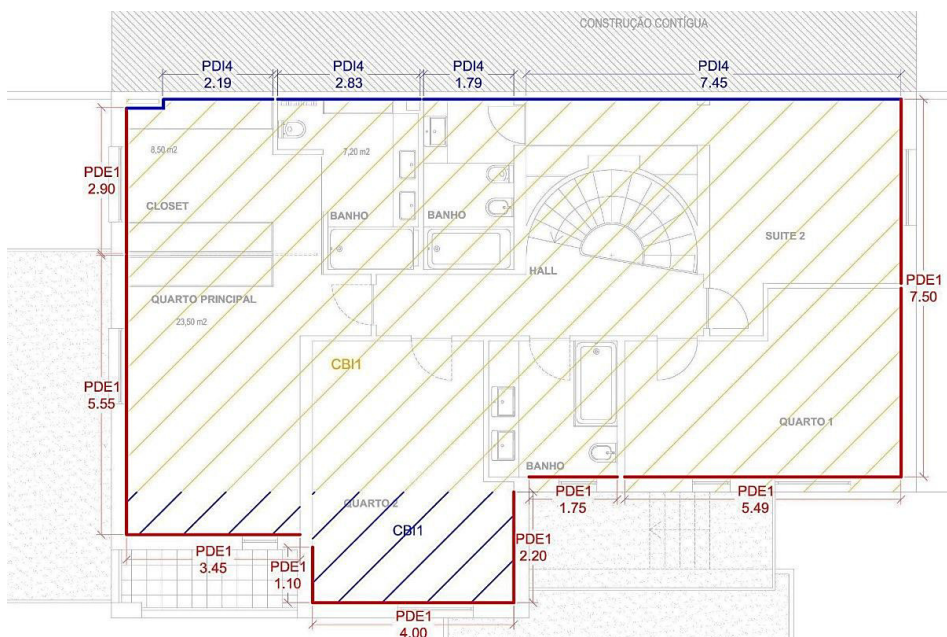 CONSTRUÇÃO CONTÍGUA
PDI4
2.19
PDI4
2.83
PDI4
1.79
PDI4
7.45
8,50 m2
7,20 m2
PDE1
2.90
CLOSET
BANHO
BANHO
SUITE 2
HALL
PDE1
7.50
QUARTO PRINCIPAL
23,50 m2
CBI1
PDE1
5.55
QUARTO 1
BANHO
QUARTO 2
CBI1
PDE1
1.75
PDE1
5.49
PDE1
2.20
PDE1
3.45
PDE1
1.10
PDE1
4.00